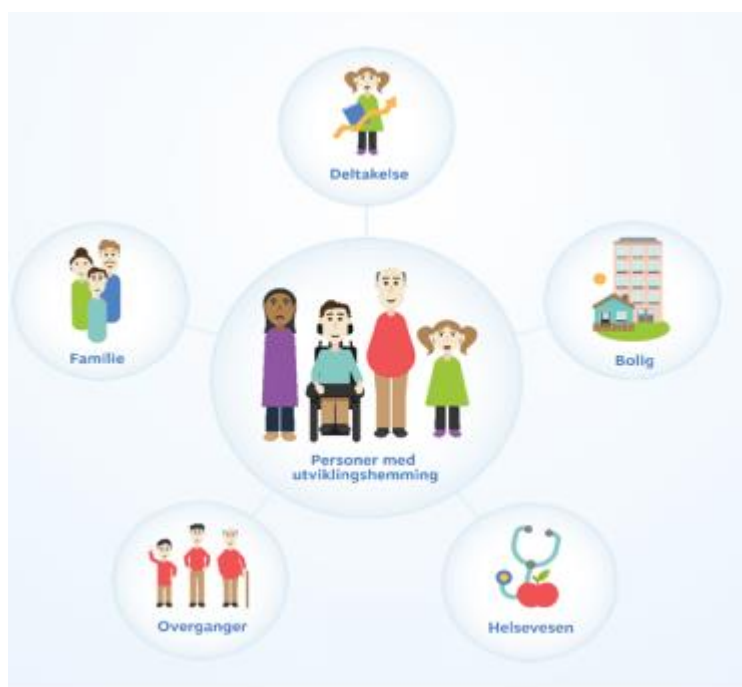 Deltakelse
Familie
Bolig
Personer med
utviklingshemming
Overganger
Helsevesen